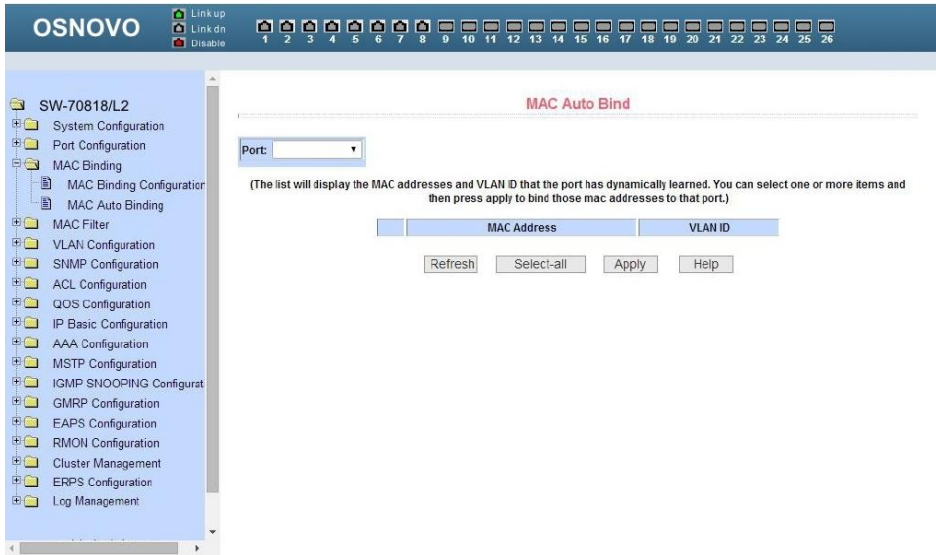 OSNOVO
Link up
Link dn
Disable
1 2 3 4 5 6 7 8 9 10 11 12 13 14 15 16 17 18 19 20 21 22 23 24 25 26
SW-70818/L2
System Configuration
Port Configuration
MAC Binding
MAC Binding Configuration
MAC Auto Binding
MAC Filter
VLAN Configuration
SNMP Configuration
ACL Configuration
QOS Configuration
IP Basic Configuration
AAA Configuration
MSTP Configuration
IGMP SNOOPING Configurat
GMRP Configuration
EAPS Configuration
RMON Configuration
Cluster Management
ERPS Configuration
Log Management
MAC Auto Bind
Port:
(The list will display the MAC addresses and VLAN ID that the port has dynamically learned. You can select one or more items and
then press apply to bind those mac addresses to that port.)
MAC Address VLAN ID
Refresh Select-all Apply Help